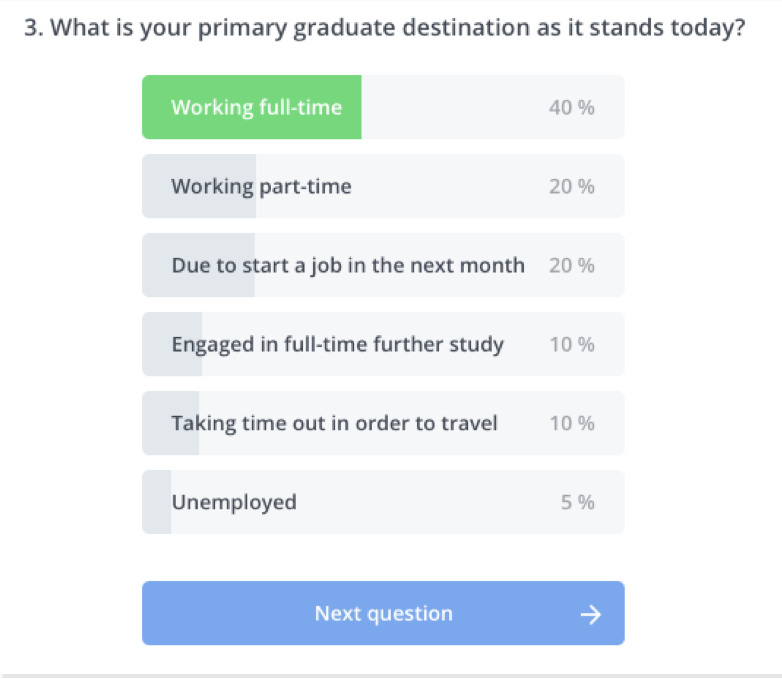 3. What is your primary graduate destination as it stands today?
Working full-time 40 %
Working part-time 20 %
Due to start a job in the next month 20 %
Engaged in full-time further study 10 %
Taking time out in order to travel 10 %
Unemployed 5 %
Next question →